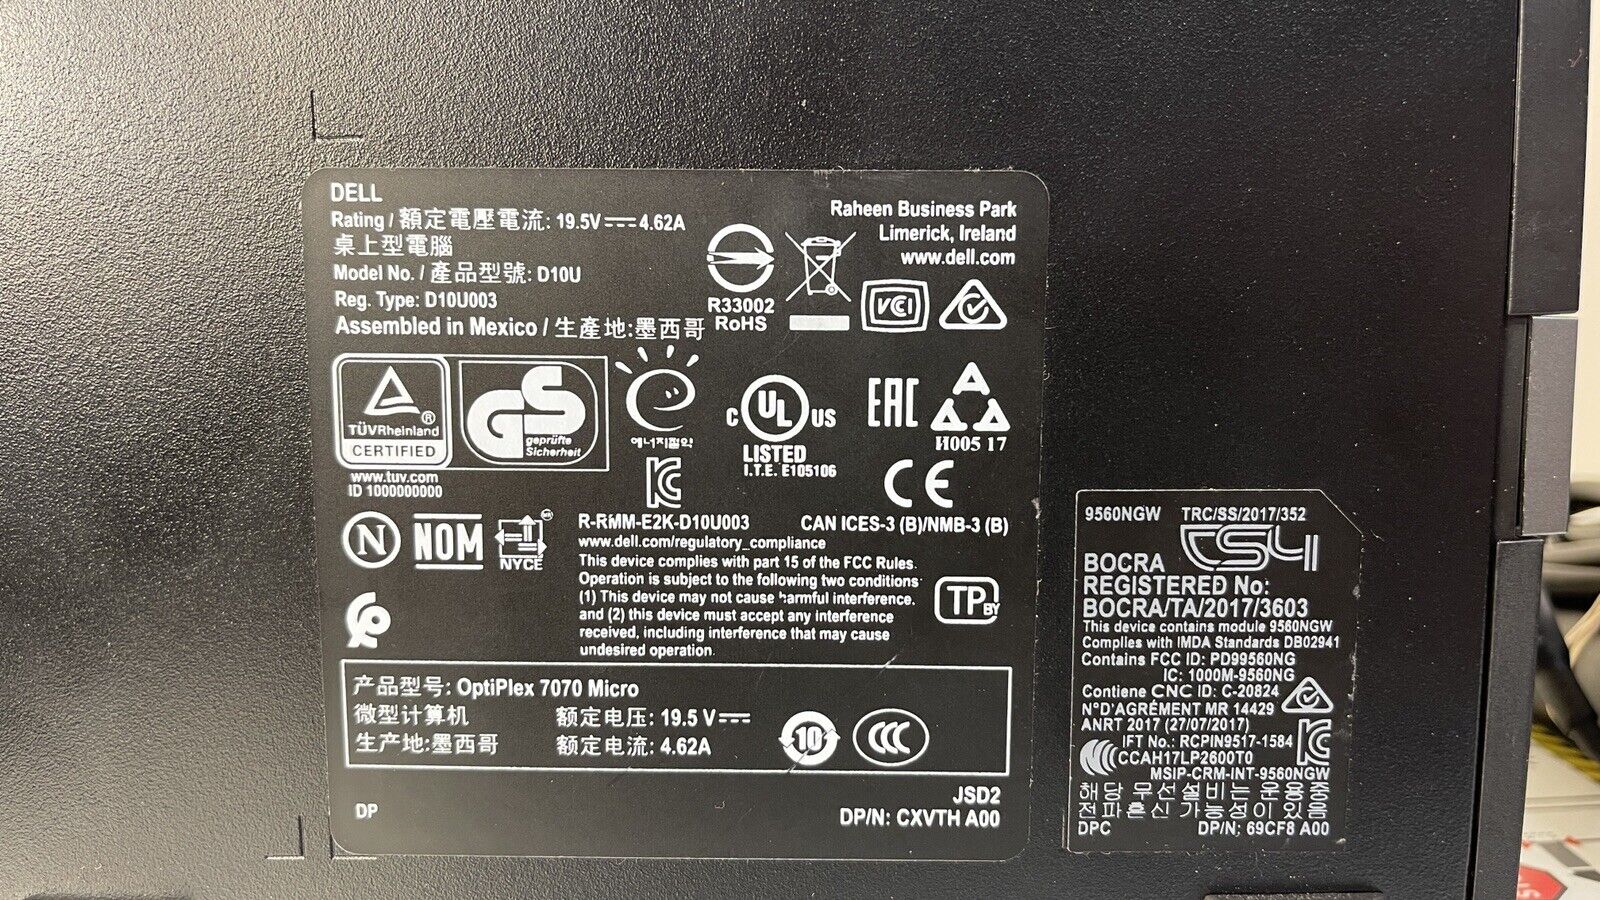 DELL
Rating / 額定電壓電流: 19.5V⎓4.62A
桌上型電腦
Model No. / 產品型號: D10U
Reg. Type: D10U003
Assembled in Mexico / 生產地:墨西哥
Raheen Business Park
Limerick, Ireland
www.dell.com
R33002
RoHS
VCI
TÜVRheinland®
CERTIFIED
www.tuv.com
ID 1000000000
GS
geprüfte
Sicherheit
에너지절약
C UL US
LISTED
I.T.E. E105106
EAC
H005 17
CE
N
NOM
NYCE
R-RMM-E2K-D10U003
CAN ICES-3 (B)/NMB-3 (B)
www.dell.com/regulatory_compliance
This device complies with part 15 of the FCC Rules.
Operation is subject to the following two conditions:
(1) This device may not cause harmful interference.
and (2) this device must accept any interference
received, including interference that may cause
undesired operation.
TPBY
产品型号: OptiPlex 7070 Micro
微型计算机
额定电压: 19.5 V⎓
生产地:墨西哥
额定电流: 4.62A
10
CCC
DP
JSD2
DP/N: CXVTH A00
9560NGW TRC/SS/2017/352
BOCRA
REGISTERED No:
BOCRA/TA/2017/3603
This device contains module 9560NGW
Complies with IMDA Standards DB02941
Contains FCC ID: PD99560NG
IC: 1000M-9560NG
Contiene CNC ID: C-20824
N°D'AGRÉMENT MR 14429
ANRT 2017 (27/07/2017)
IFT No.: RCPIN9517-1584
CCAH17LP2600T0
MSIP-CRM-INT-9560NGW
해당 무선설비는 운용중
전파혼신 가능성이 있음
DPC
DP/N: 69CF8 A00